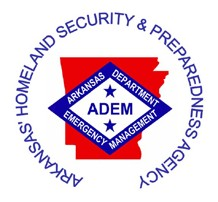 ARKANSAS' HOMELAND SECURITY & PREPAREDNESS AGENCY
ARKANSAS DEPARTMENT
ADEM
EMERGENCY MANAGEMENT